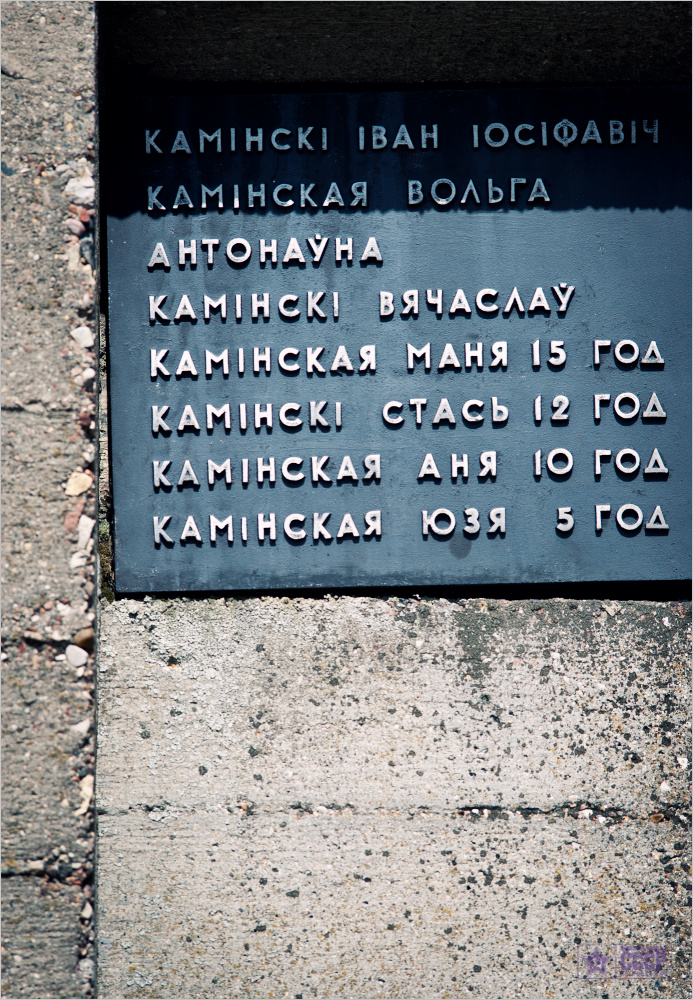 КАМІНСКІ ІВАН ІОСІФАВІЧ
КАМІНСКАЯ ВОЛЬГА
АНТОНАЎНА
КАМІНСКІ ВЯЧАСЛАЎ
КАМІНСКАЯ МАНЯ 15 ГОД
КАМІНСКІ СТАСЬ 12 ГОД
КАМІНСКАЯ АНЯ 10 ГОД
КАМІНСКАЯ ЮЗЯ 5 ГОД